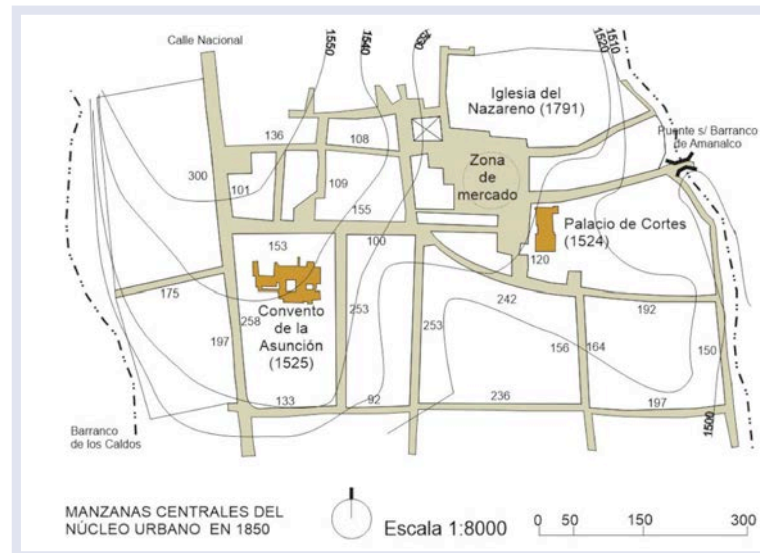 Calle Nacional
1550
1540
1530
1520
1510
Iglesia del
Nazareno (1791)
Puente s/ Barranco
de Amanalco
136
108
300
101
109
Zona
de
mercado
155
Palacio de Cortes
(1524)
153
100
120
175
258
Convento
de la
Asunción
(1525)
253
253
242
192
197
156
164
150
133
92
236
197
1500
Barranco
de los Caldos
MANZANAS CENTRALES DEL
NÚCLEO URBANO EN 1850
Escala 1:8000
0 50 150 300